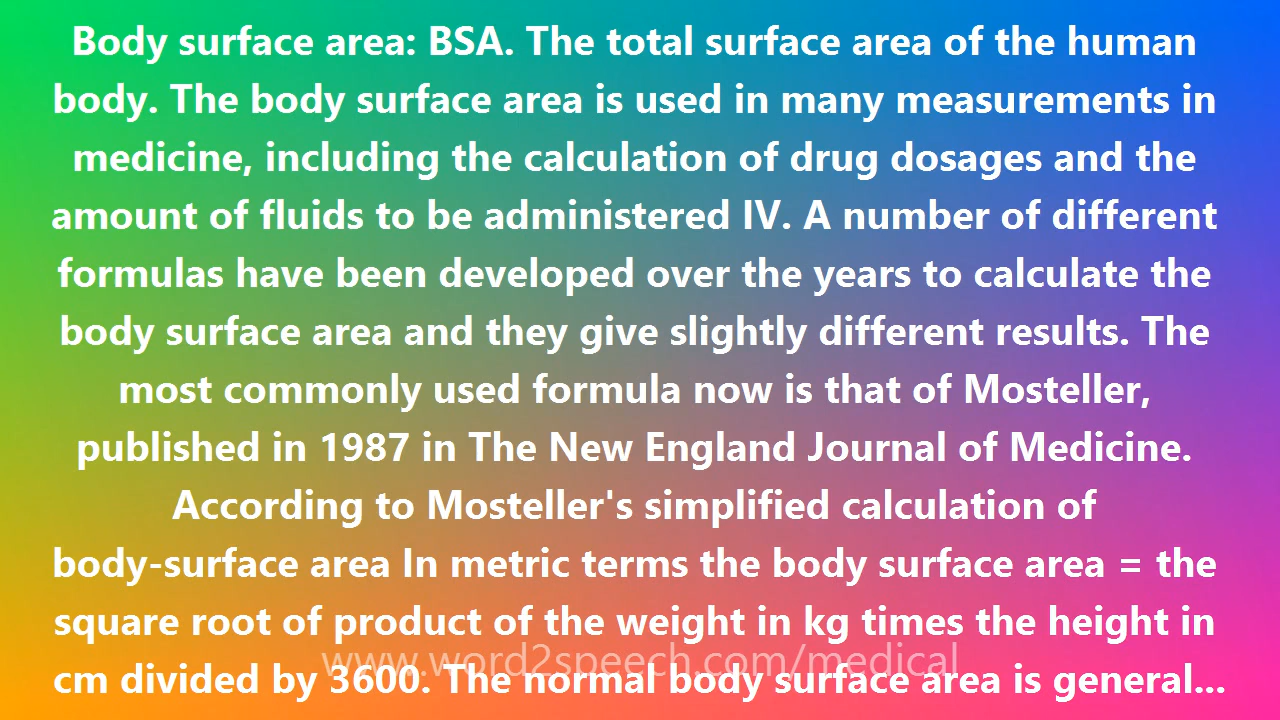 Body surface area: BSA. The total surface area of the human
body. The body surface area is used in many measurements in
medicine, including the calculation of drug dosages and the
amount of fluids to be administered IV. A number of different
formulas have been developed over the years to calculate the
body surface area and they give slightly different results. The
most commonly used formula now is that of Mosteller,
published in 1987 in The New England Journal of Medicine.
According to Mosteller's simplified calculation of
body-surface area In metric terms the body surface area = the
square root of product of the weight in kg times the height in
www.word2speech.com/medical
cm divided by 3600. The normal body surface area is general...